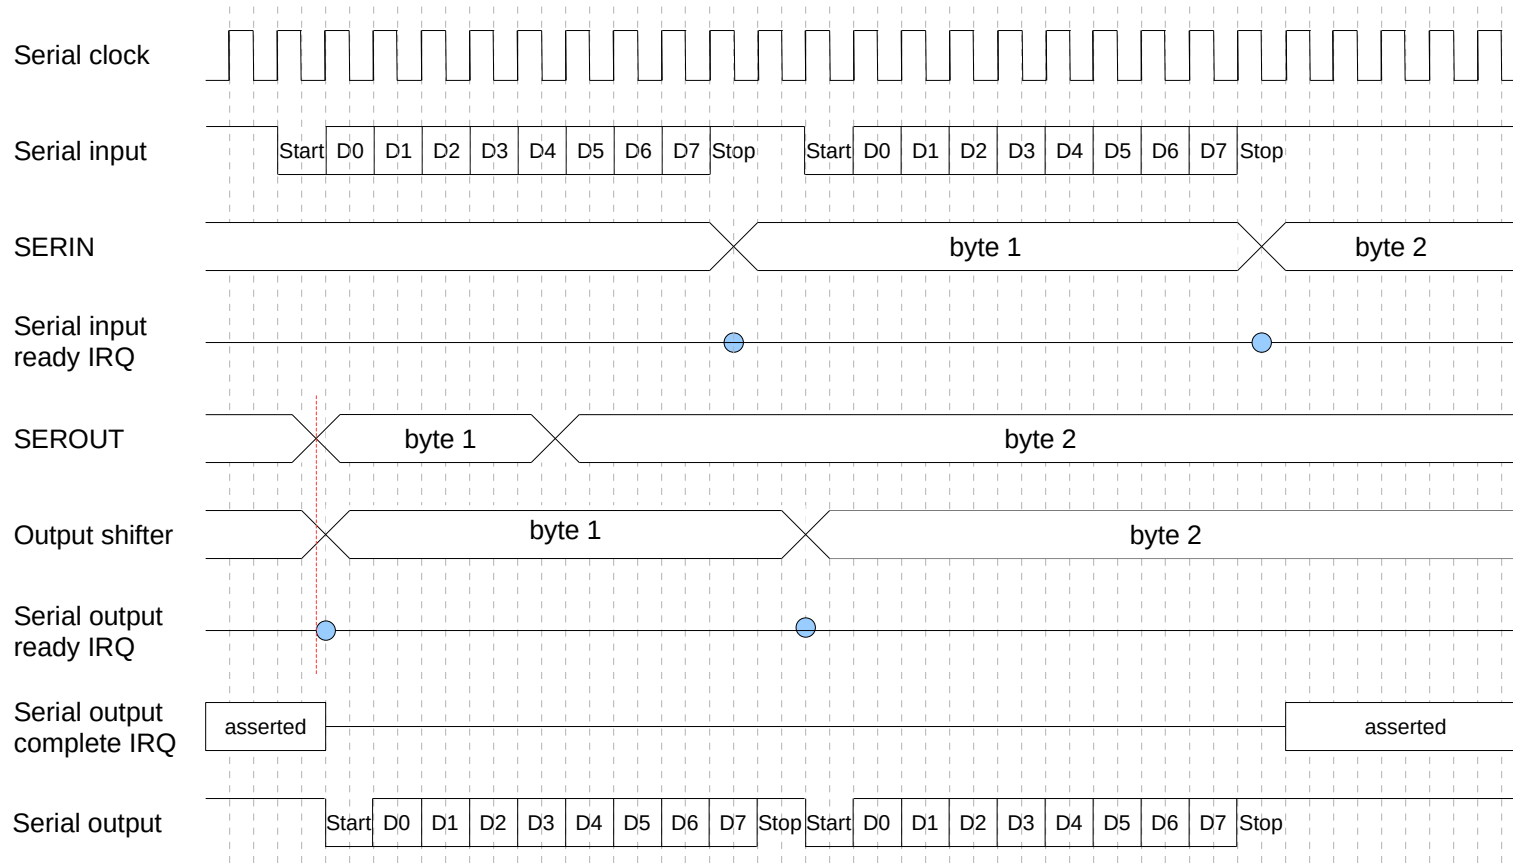 Serial clock
Serial input
Start D0 D1 D2 D3 D4 D5 D6 D7 Stop Start D0 D1 D2 D3 D4 D5 D6 D7 Stop
SERIN
byte 1
byte 2
Serial input
ready IRQ
SEROUT
byte 1
byte 2
Output shifter
byte 1
byte 2
Serial output
ready IRQ
Serial output
complete IRQ
asserted
asserted
Serial output
Start D0 D1 D2 D3 D4 D5 D6 D7 Stop Start D0 D1 D2 D3 D4 D5 D6 D7 Stop